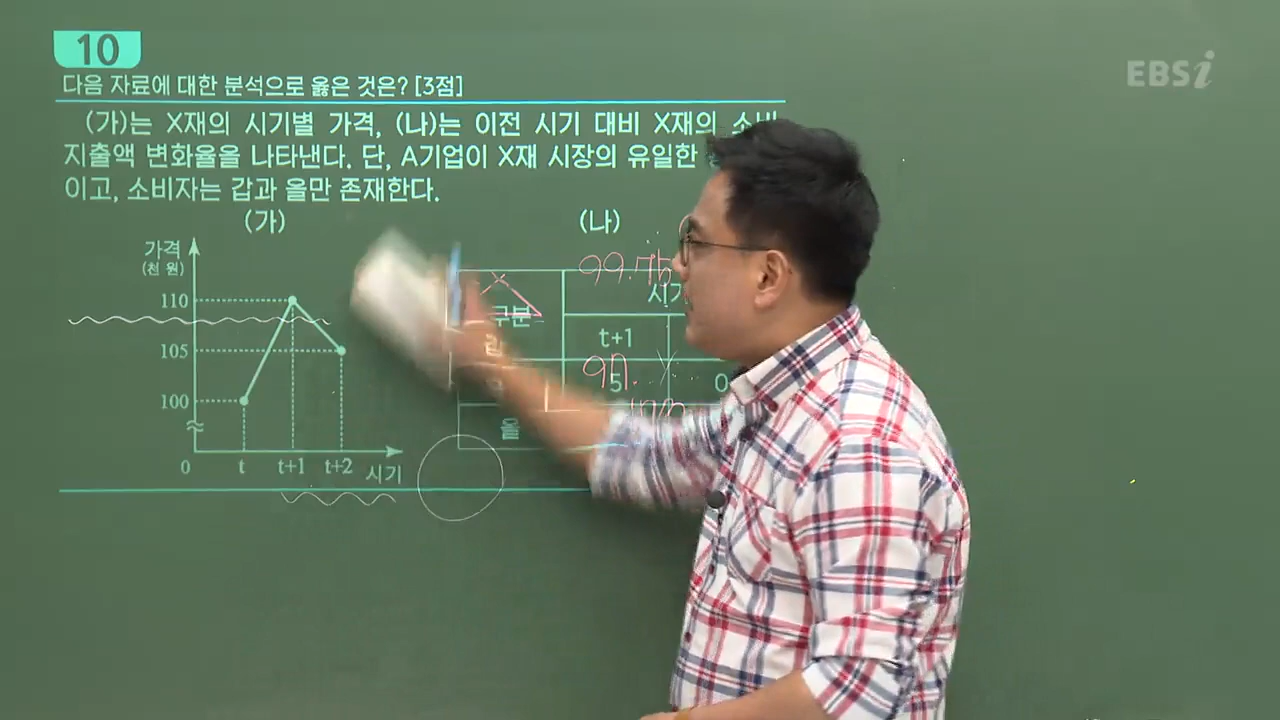 10
EBSi
다음 자료에 대한 분석으로 옳은 것은? [3점]
(가)는 X재의 시기별 가격, (나)는 이전 시기 대비 X재의 소비
지출액 변화율을 나타낸다. 단, A기업이 X재 시장의 유일한
이고, 소비자는 갑과 을만 존재한다.
(가)
(나)
가격
(천 원)
110
105
100
0
t
t+1
t+2
시기
99.75
구분
시기
t+1
97.
5
0
을